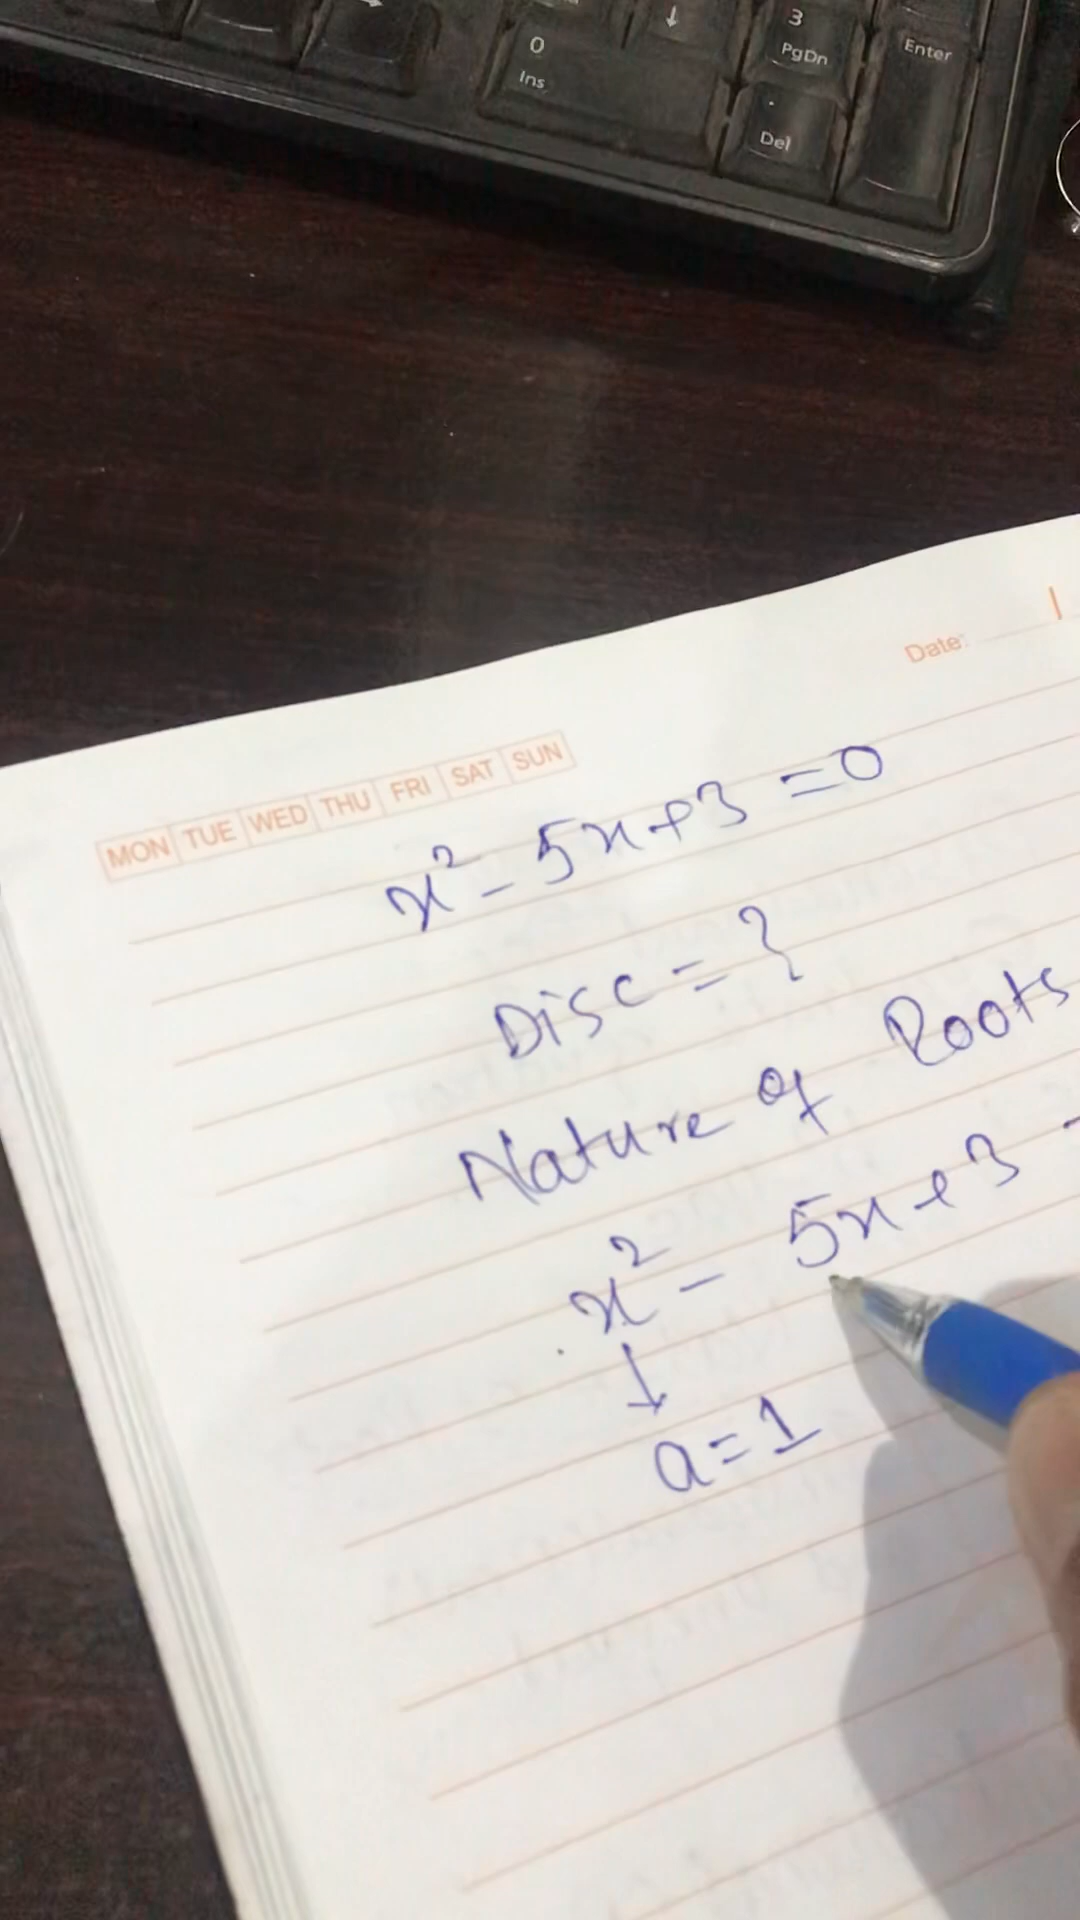 0
Ins
↓
3
PgDn
Del
Enter
Date:
MON TUE WED THU FRI SAT SUN
x² - 5x+3 =0
Disc = ?
Nature of Roots
x² - 5x+3
↓
a=1